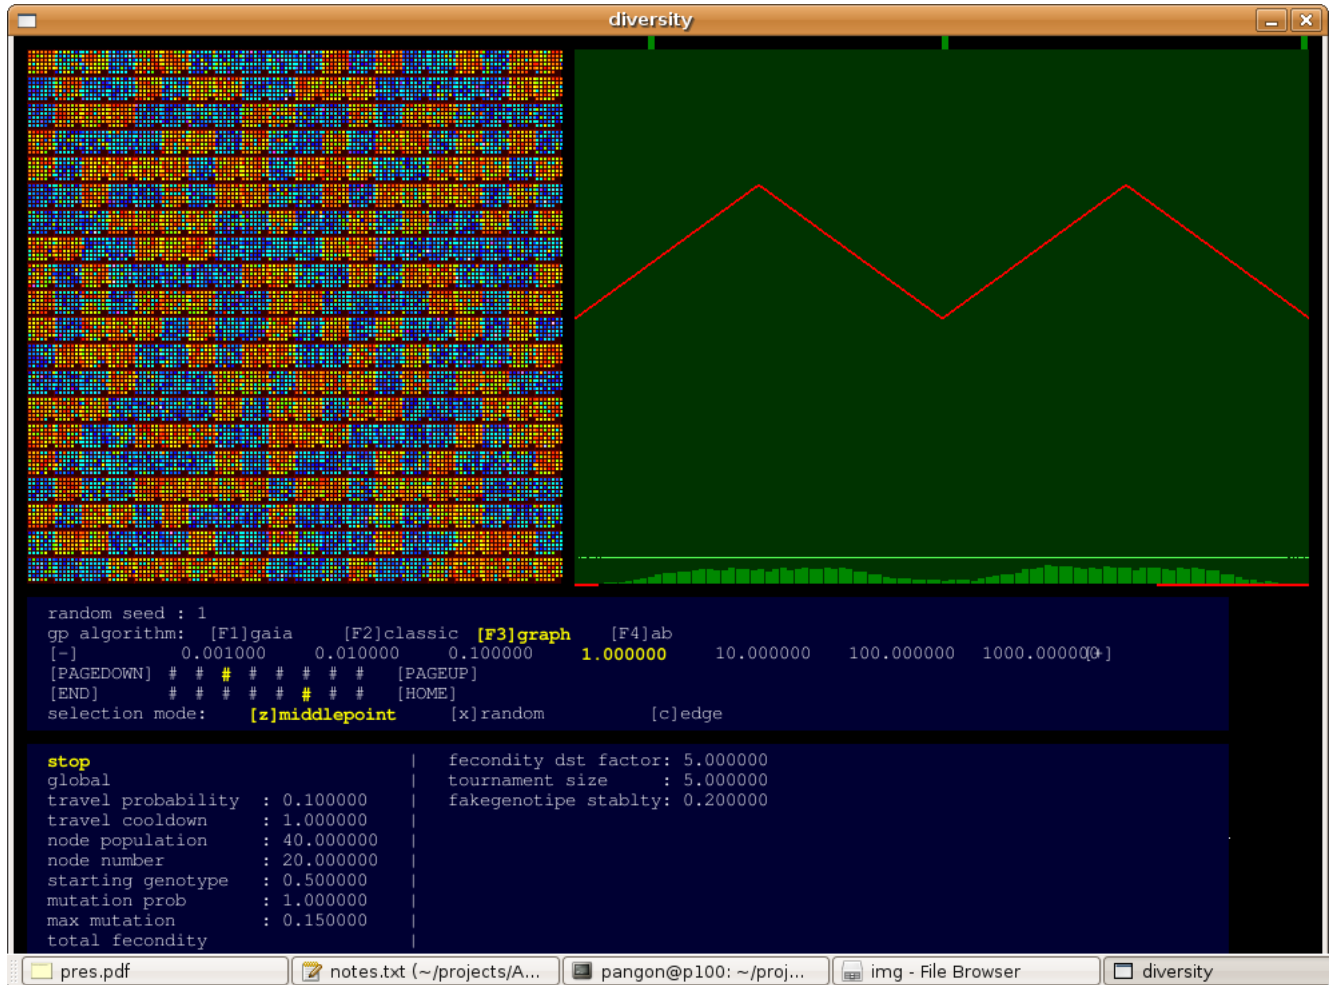 diversity
random seed : 1
gp algorithm: [F1]gaia [F2]classic [F3]graph [F4]ab
[-] 0.001000 0.010000 0.100000 1.000000 10.000000 100.000000 1000.000000[+]
[PAGEDOWN] # # # # # # # # [PAGEUP]
[END] # # # # # # # # [HOME]
selection mode: [z]middlepoint [x]random [c]edge
stop | fecondity dst factor: 5.000000
global | tournament size : 5.000000
travel probability : 0.100000 | fakegenotipe stablty: 0.200000
travel cooldown : 1.000000 |
node population : 40.000000 |
node number : 20.000000 |
starting genotype : 0.500000 |
mutation prob : 1.000000 |
max mutation : 0.150000 |
total fecondity |
pres.pdf notes.txt (~/projects/A... pangon@p100: ~/proj... img - File Browser diversity